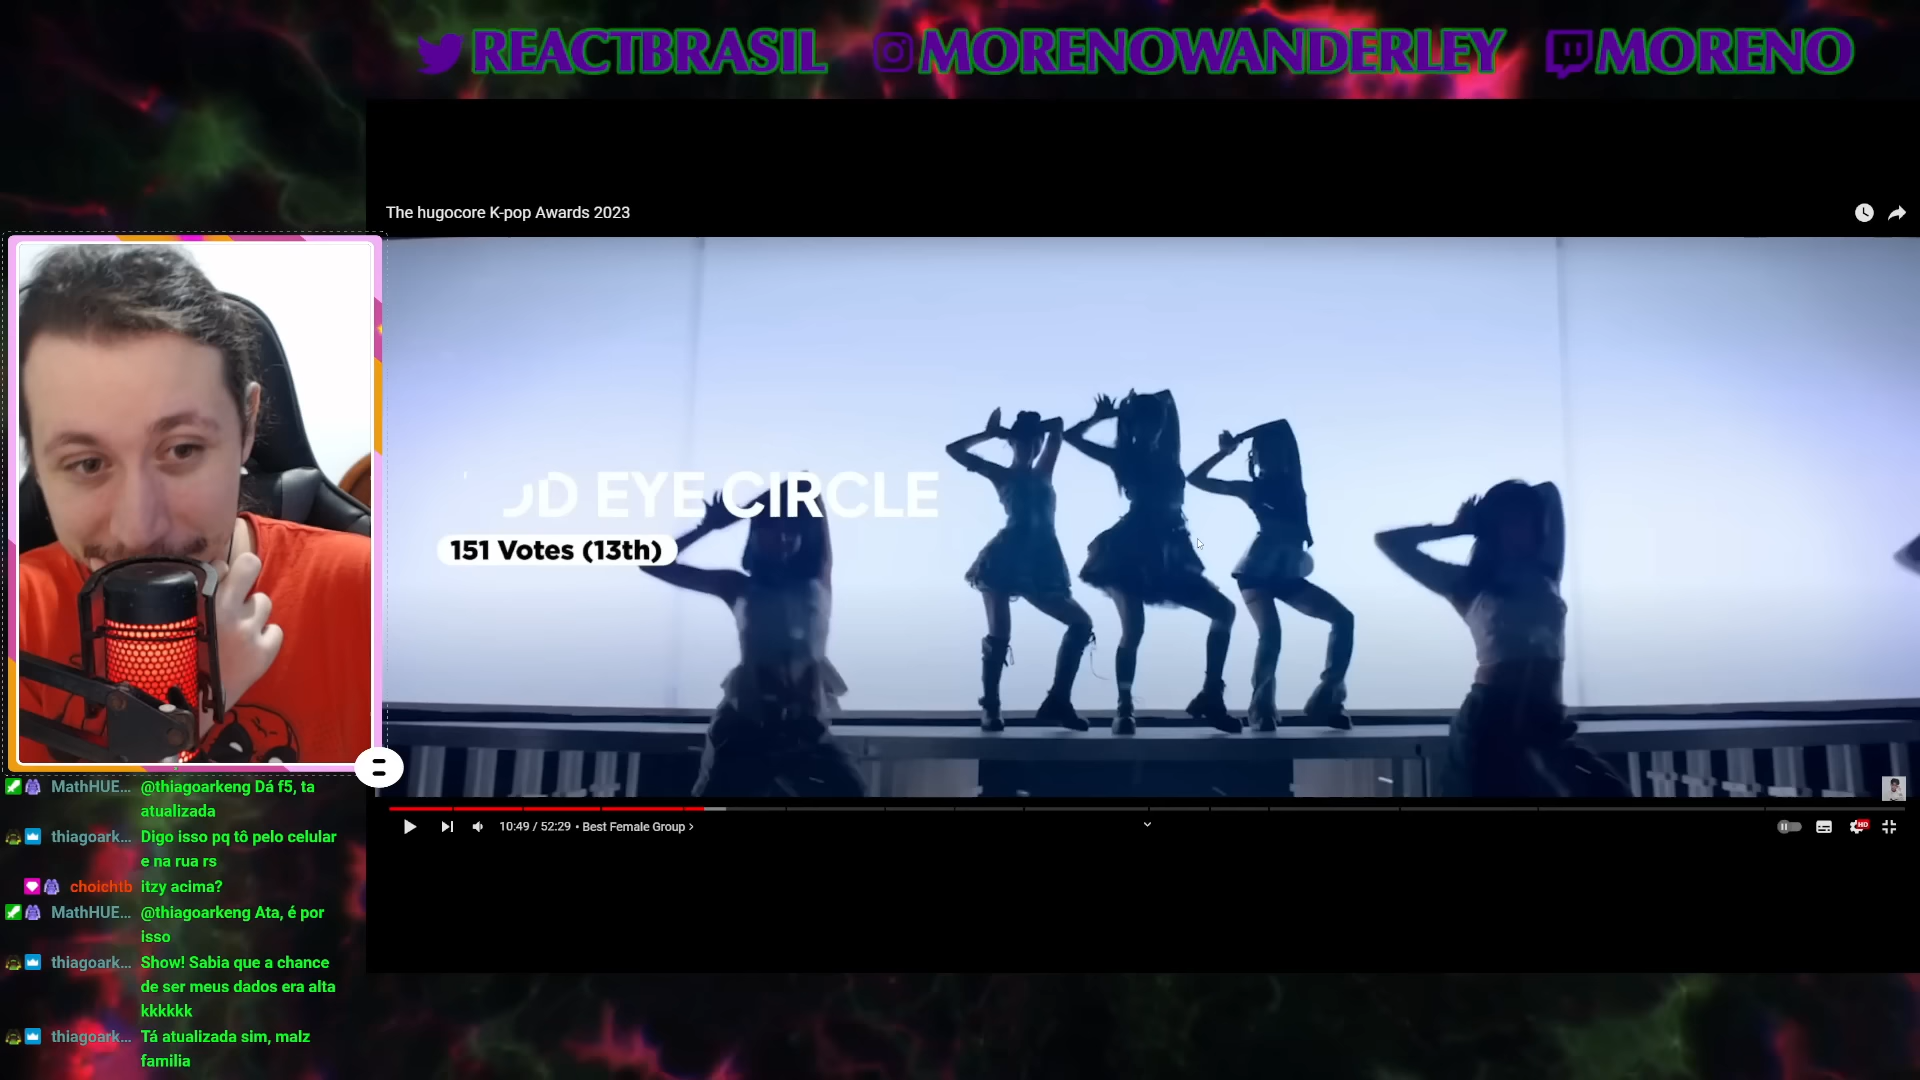 REACTBRASIL MORENOWANDERLEY MORENO
The hugocore K-pop Awards 2023
EYE CIRCLE
151 Votes (13th)
10:49 / 52:29 • Best Female Group >
HD
MathHUE... @thiagoarkeng Dá f5, ta
atualizada
thiagoark... Digo isso pq tô pelo celular
e na rua rs
choichtb itzy acima?
MathHUE... @thiagoarkeng Ata, é por
isso
thiagoark... Show! Sabia que a chance
de ser meus dados era alta
kkkkkk
thiagoark... Tá atualizada sim, malz
familia